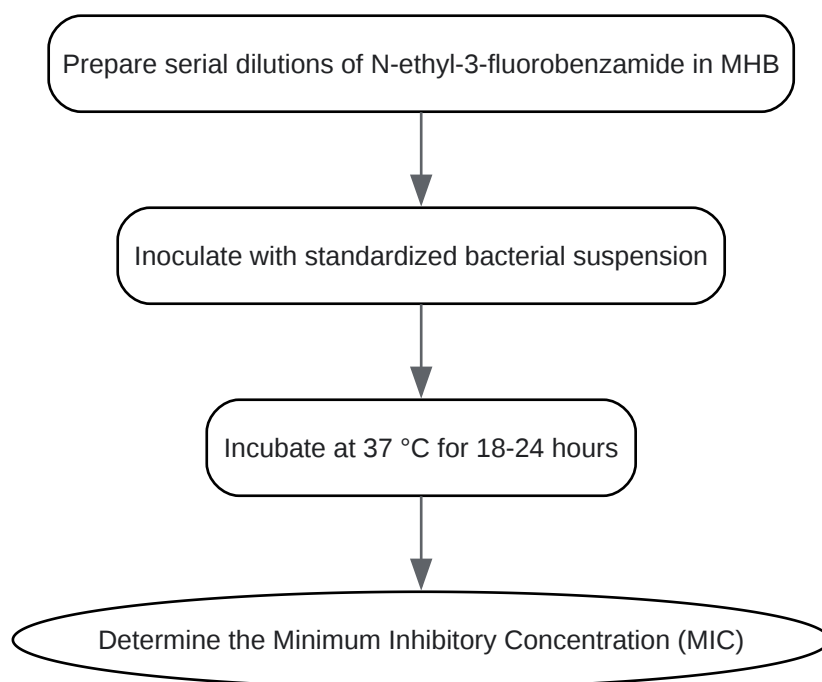 Prepare serial dilutions of N-ethyl-3-fluorobenzamide in MHB
Inoculate with standardized bacterial suspension
Incubate at 37 °C for 18-24 hours
Determine the Minimum Inhibitory Concentration (MIC)